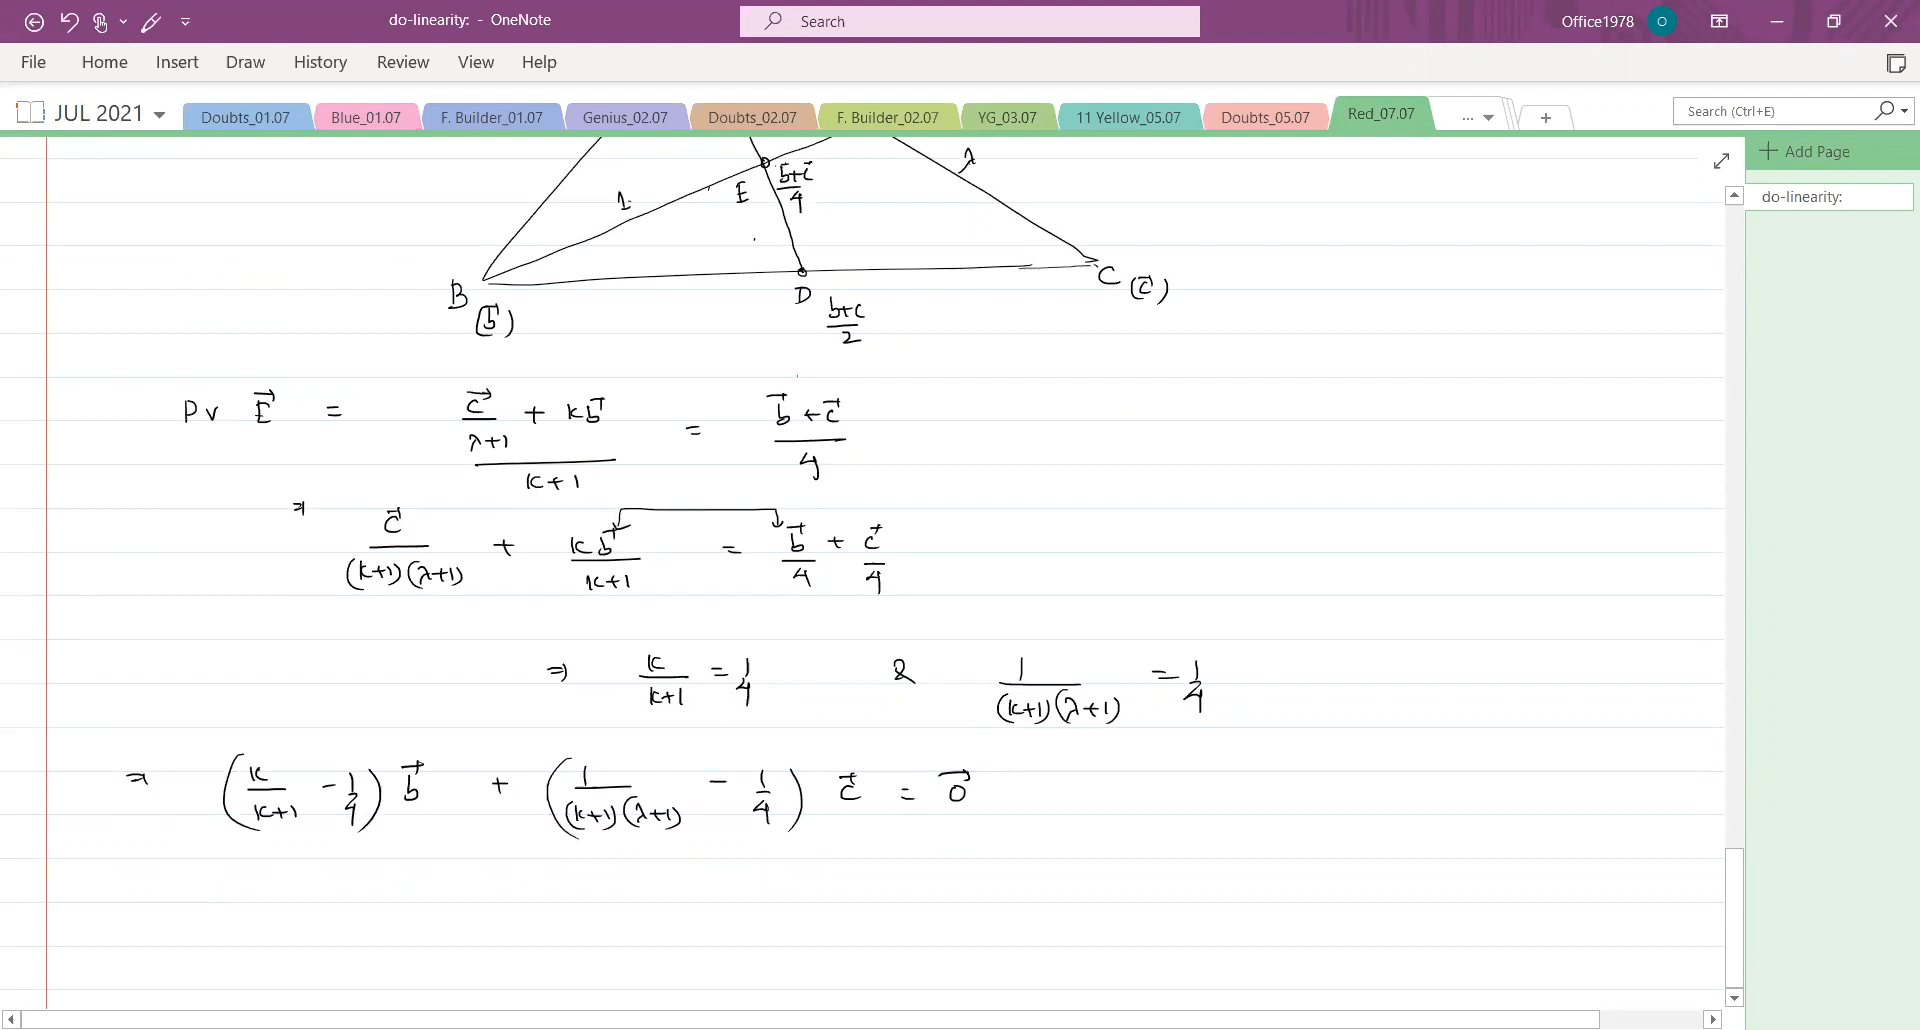 do-linearity: - OneNote
Search
Office1978
O
File Home Insert Draw History Review View Help
JUL 2021
Doubts_01.07 Blue_01.07 F. Builder_01.07 Genius_02.07 Doubts_02.07 F. Builder_02.07 YG_03.07 11 Yellow_05.07 Doubts_05.07 Red_07.07 ... +
Search (Ctrl+E)
+ Add Page
do-linearity:
λ
1
E (b⃗+c⃗)/4
B (b⃗)
D (b+c)/2
C (c⃗)
Pv E⃗ = (c⃗/(λ+1) + kb⃗)/(k+1) = (b⃗+c⃗)/4
⇒ c⃗/((k+1)(λ+1)) + kb⃗/(k+1) = b⃗/4 + c⃗/4
⇒ k/(k+1) = 1/4 & 1/((k+1)(λ+1)) = 1/4
⇒ (k/(k+1) - 1/4) b⃗ + (1/((k+1)(λ+1)) - 1/4) c⃗ = 0⃗